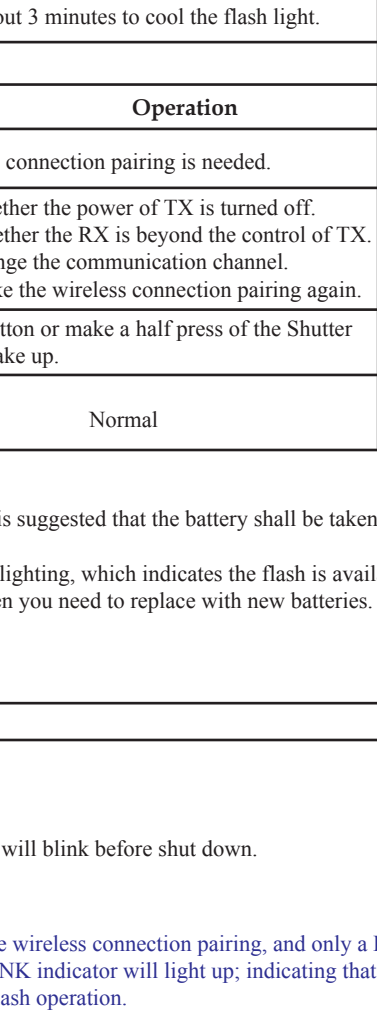 out 3 minutes to cool the flash light.
Operation
connection pairing is needed.
ether the power of TX is turned off.
ether the RX is beyond the control of TX.
nge the communication channel.
ke the wireless connection pairing again.
tton or make a half press of the Shutter
ake up.
Normal
is suggested that the battery shall be taken
lighting, which indicates the flash is avail
en you need to replace with new batteries.
will blink before shut down.
e wireless connection pairing, and only a
NK indicator will light up; indicating that
ash operation.